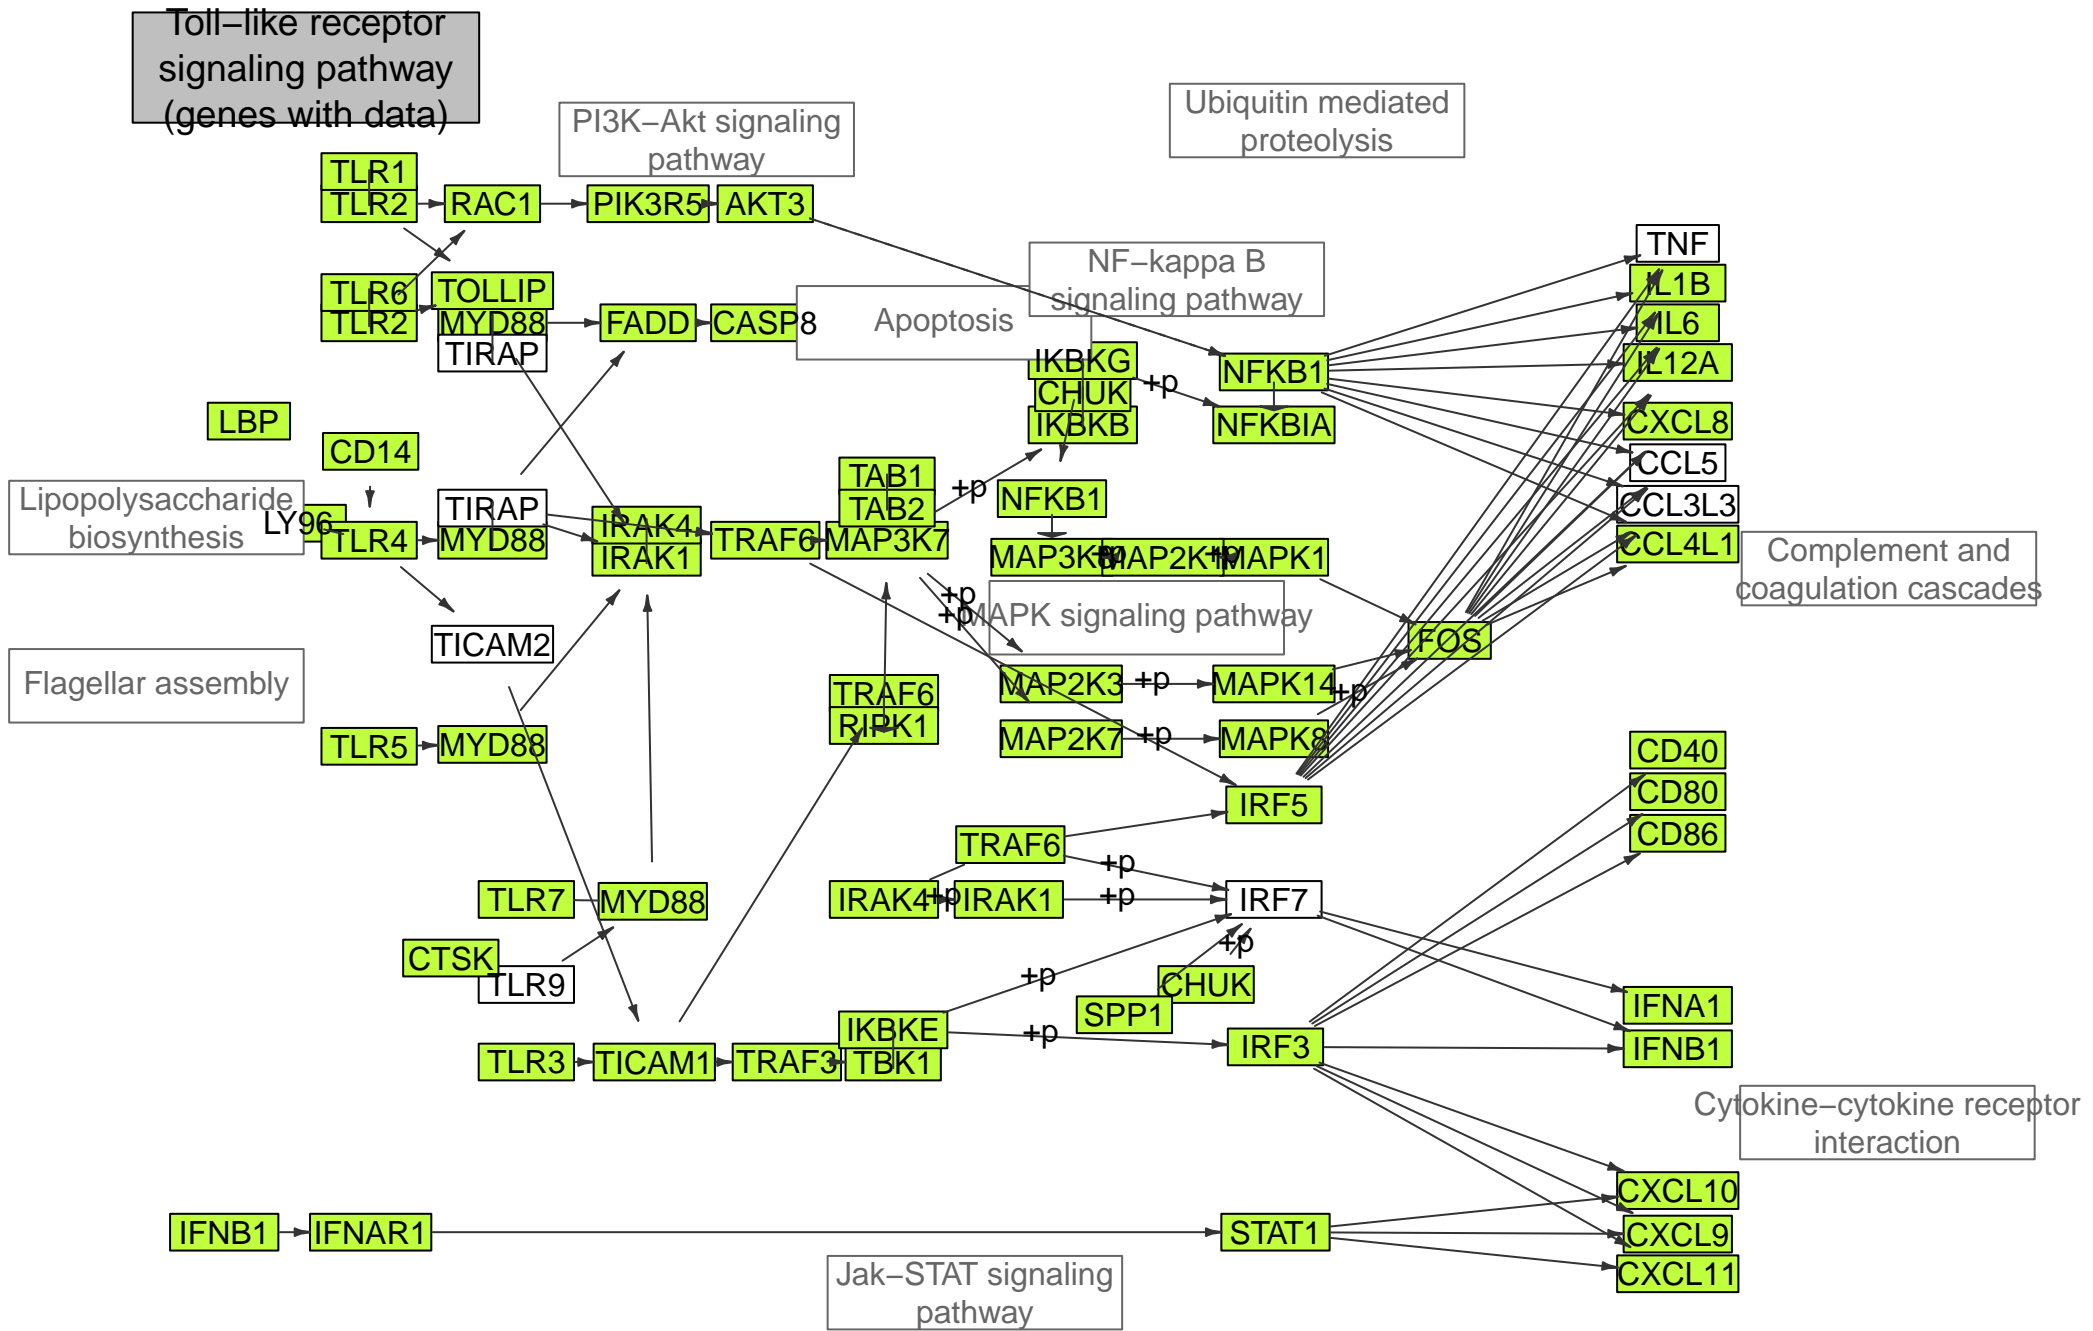 Toll−like receptor
signaling pathway
(genes with data)
PI3K−Akt signaling
pathway
Ubiquitin mediated
proteolysis
TLR1
TLR2
RAC1
PIK3R5
AKT3
TNF
NF−kappa B
signaling pathway
IL1B
TLR6
TLR2
TOLLIP
MYD88
TIRAP
FADD
CASP8
Apoptosis
IL6
IL12A
IKBKG
CHUK
IKBKB
+p
NFKB1
NFKBIA
LBP
CD14
CXCL8
CCL5
CCL3L3
CCL4L1
Lipopolysaccharide
biosynthesis
LY96
TLR4
TIRAP
MYD88
IRAK4
IRAK1
TRAF6
TAB1
TAB2
MAP3K7
+p
NFKB1
MAP3K8
+p
MAP2K1
+p
MAPK1
Complement and
coagulation cascades
+p
+p
MAPK signaling pathway
FOS
TICAM2
Flagellar assembly
TRAF6
RIPK1
MAP2K3
+p
MAPK14
+p
TLR5
MYD88
MAP2K7
+p
MAPK8
CD40
CD80
CD86
IRF5
TRAF6
+p
TLR7
MYD88
IRAK4
+p
IRAK1
+p
IRF7
+p
CTSK
TLR9
+p
CHUK
SPP1
IFNA1
IFNB1
TLR3
TICAM1
TRAF3
IKBKE
TBK1
+p
IRF3
Cytokine−cytokine receptor
interaction
CXCL10
CXCL9
CXCL11
IFNB1
IFNAR1
STAT1
Jak−STAT signaling
pathway